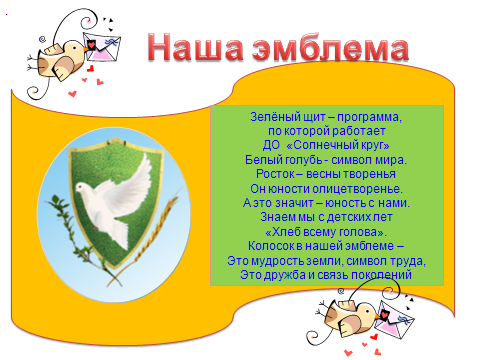 Наша эмблема
Зелёный щит – программа,
по которой работает
ДО «Солнечный круг»
Белый голубь - символ мира.
Росток – весны творенья
Он юности олицетворенье.
А это значит – юность с нами.
Знаем мы с детских лет
«Хлеб всему голова».
Колосок в нашей эмблеме –
Это мудрость земли, символ труда,
Это дружба и связь поколений